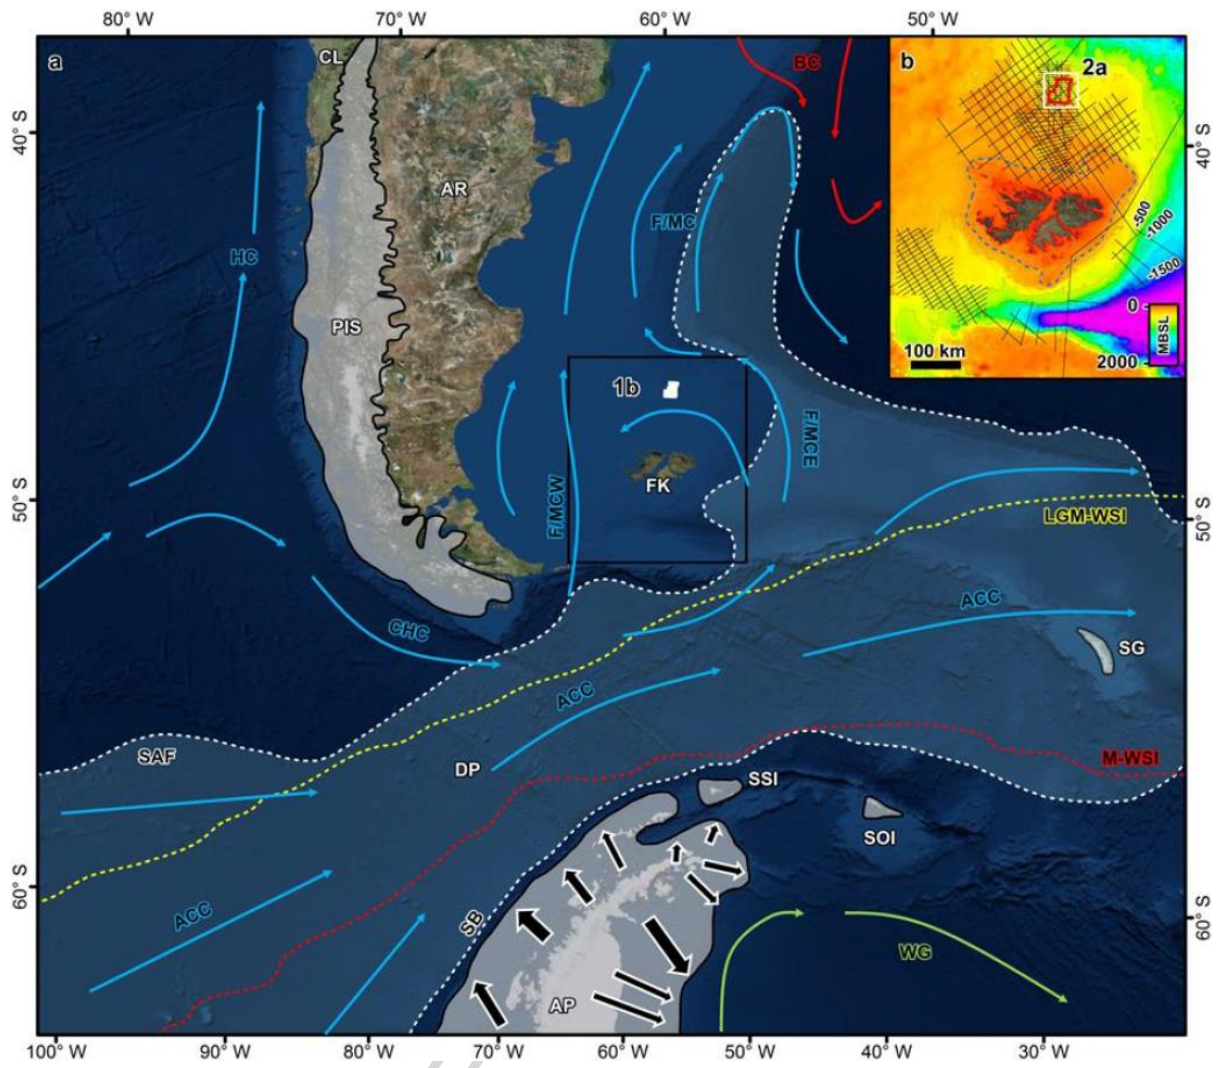 80° W 70° W 60° W 50° W
a
CL
BC
b
2a
40° S
40° S
AR
F/MC
-500
-1000
HC
-1500
0
PIS
MBSL
100 km
2000
1b
F/MCE
FK
F/MCW
50° S
LGM-WSI
50° S
ACC
CHC
SG
ACC
SAF
DP
M-WSI
SSI
SOI
60° S
ACC
SB
60° S
WG
AP
100° W 90° W 80° W 70° W 60° W 50° W 40° W 30° W